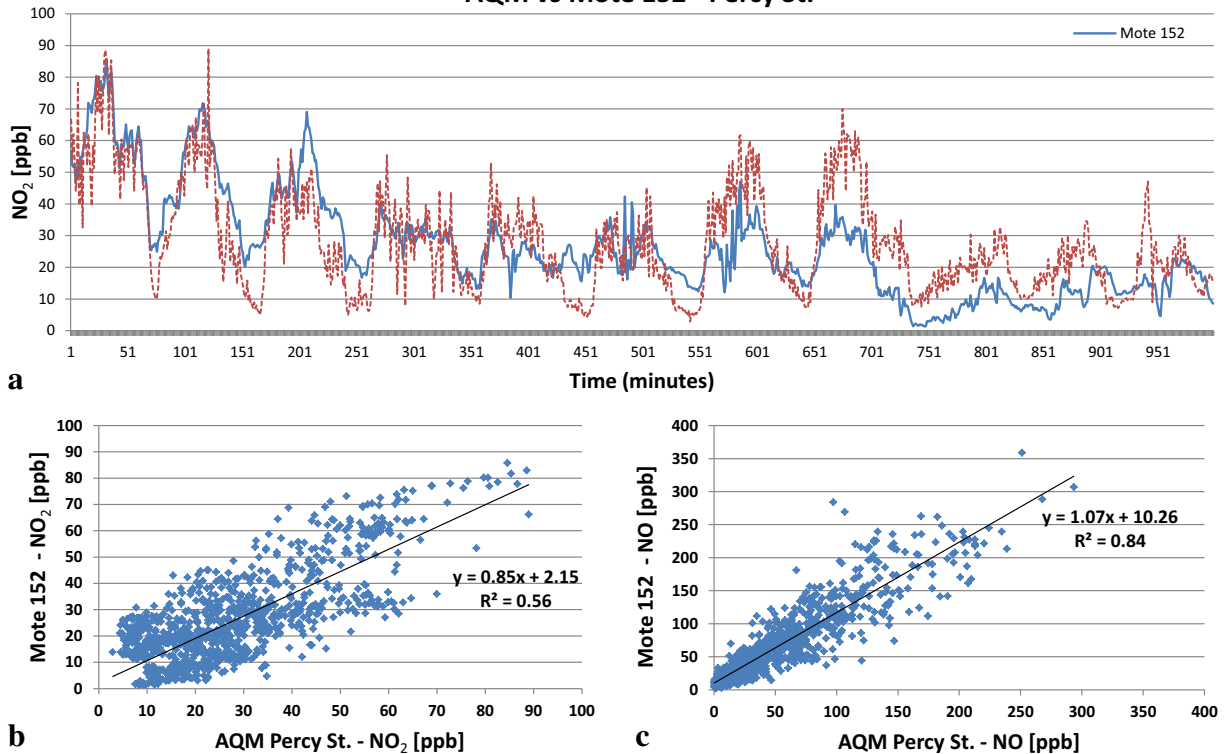 AQM vs Mote 152 - Percy St.
100
90
80
70
60
50
40
30
20
10
0
NO₂ [ppb]
Mote 152
1 51 101 151 201 251 301 351 401 451 501 551 601 651 701 751 801 851 901 951
Time (minutes)
a
100
90
80
70
60
50
40
30
20
10
0
Mote 152 - NO₂ [ppb]
y = 0.85x + 2.15
R² = 0.56
0 10 20 30 40 50 60 70 80 90 100
AQM Percy St. - NO₂ [ppb]
b
400
350
300
250
200
150
100
50
0
Mote 152 - NO [ppb]
y = 1.07x + 10.26
R² = 0.84
0 50 100 150 200 250 300 350 400
AQM Percy St. - NO [ppb]
c